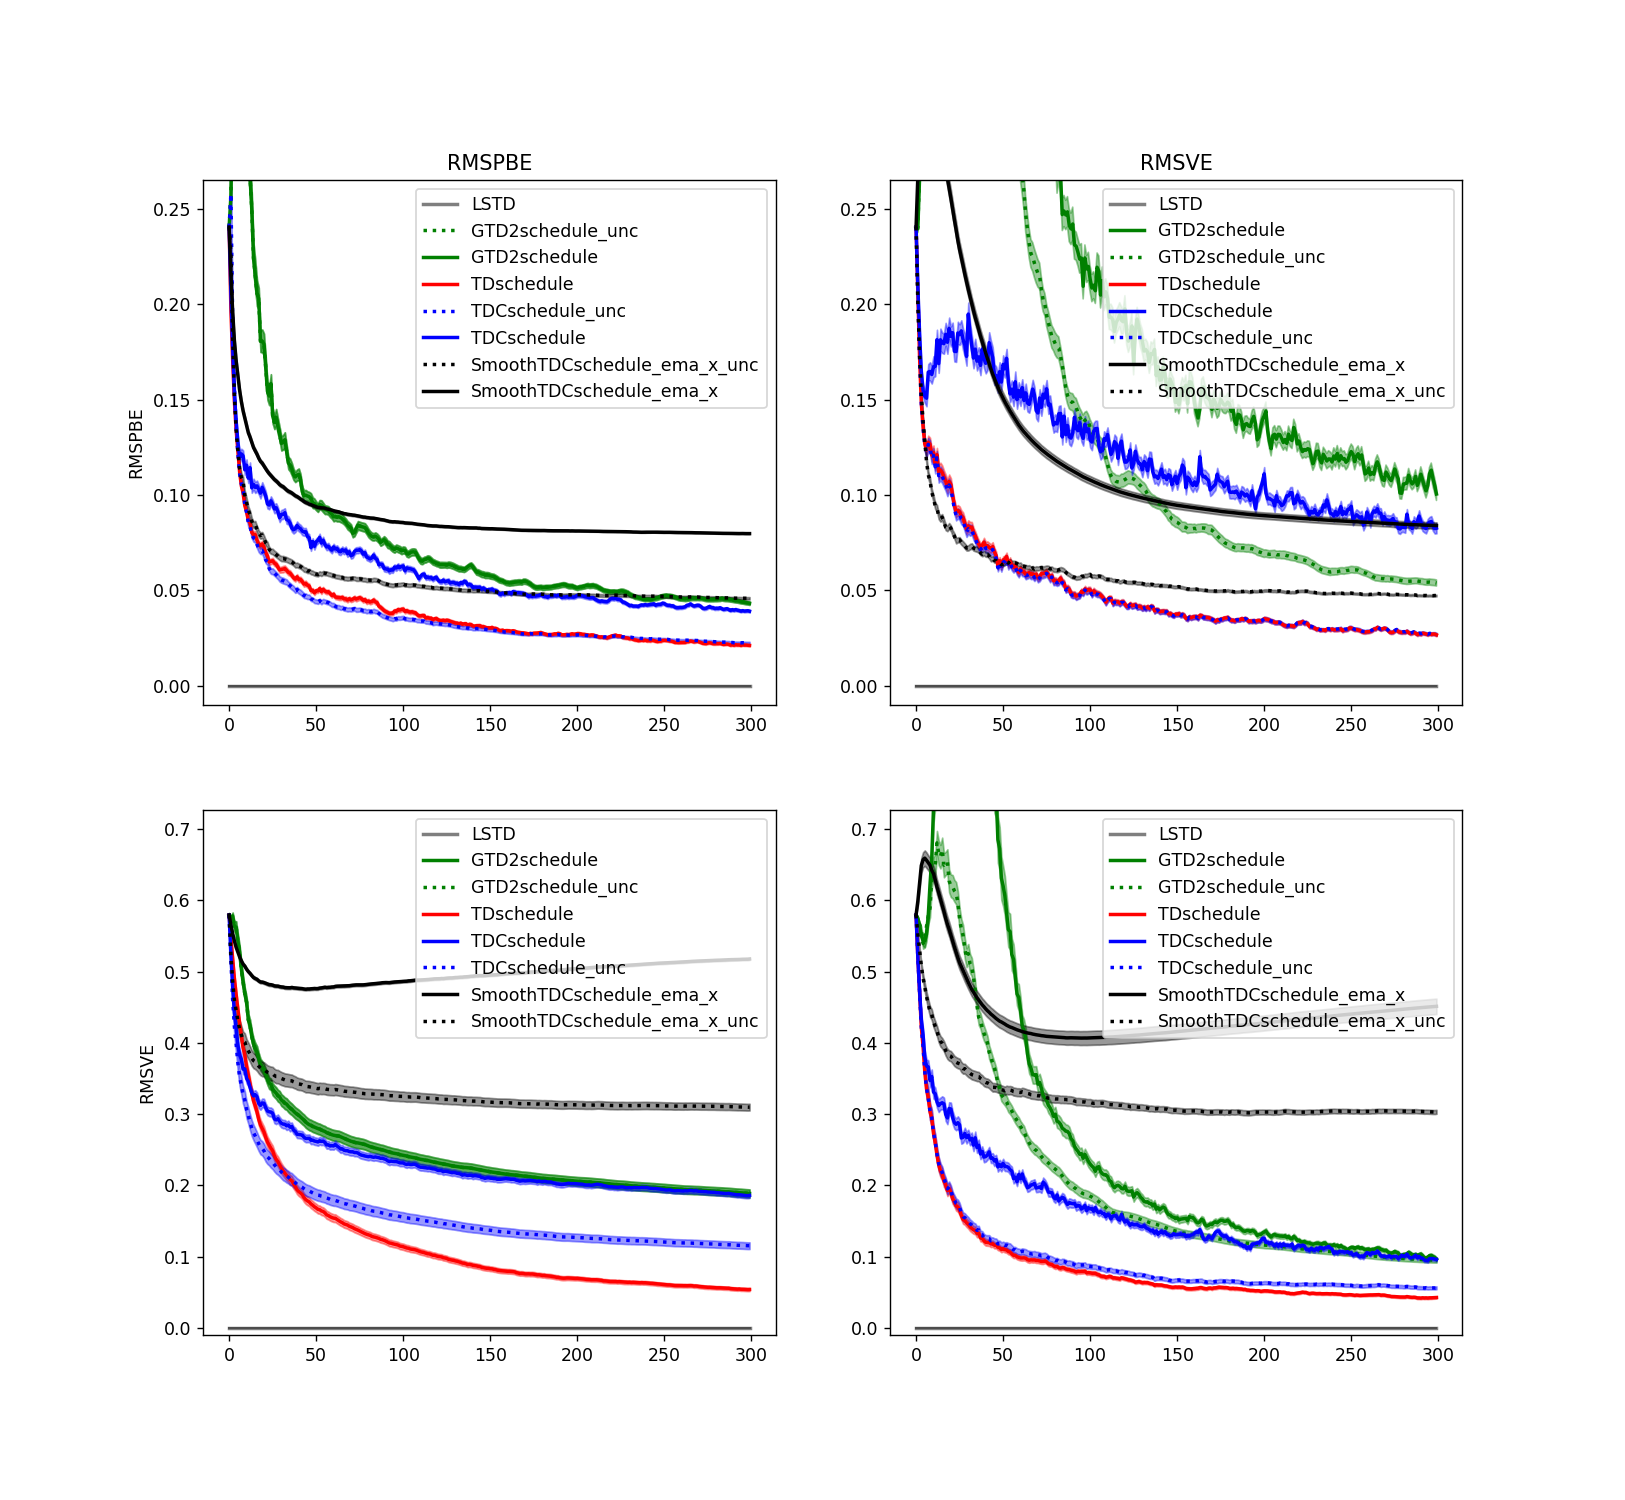 RMSPBE
RMSPBE
0.25
0.20
0.15
0.10
0.05
0.00
0 50 100 150 200 250 300
LSTD
GTD2schedule_unc
GTD2schedule
TDschedule
TDCschedule_unc
TDCschedule
SmoothTDCschedule_ema_x_unc
SmoothTDCschedule_ema_x
RMSVE
0.25
0.20
0.15
0.10
0.05
0.00
0 50 100 150 200 250 300
LSTD
GTD2schedule
GTD2schedule_unc
TDschedule
TDCschedule
TDCschedule_unc
SmoothTDCschedule_ema_x
SmoothTDCschedule_ema_x_unc
RMSVE
0.7
0.6
0.5
0.4
0.3
0.2
0.1
0.0
0 50 100 150 200 250 300
LSTD
GTD2schedule
GTD2schedule_unc
TDschedule
TDCschedule
TDCschedule_unc
SmoothTDCschedule_ema_x
SmoothTDCschedule_ema_x_unc
0.7
0.6
0.5
0.4
0.3
0.2
0.1
0.0
0 50 100 150 200 250 300
LSTD
GTD2schedule
GTD2schedule_unc
TDschedule
TDCschedule
TDCschedule_unc
SmoothTDCschedule_ema_x
SmoothTDCschedule_ema_x_unc